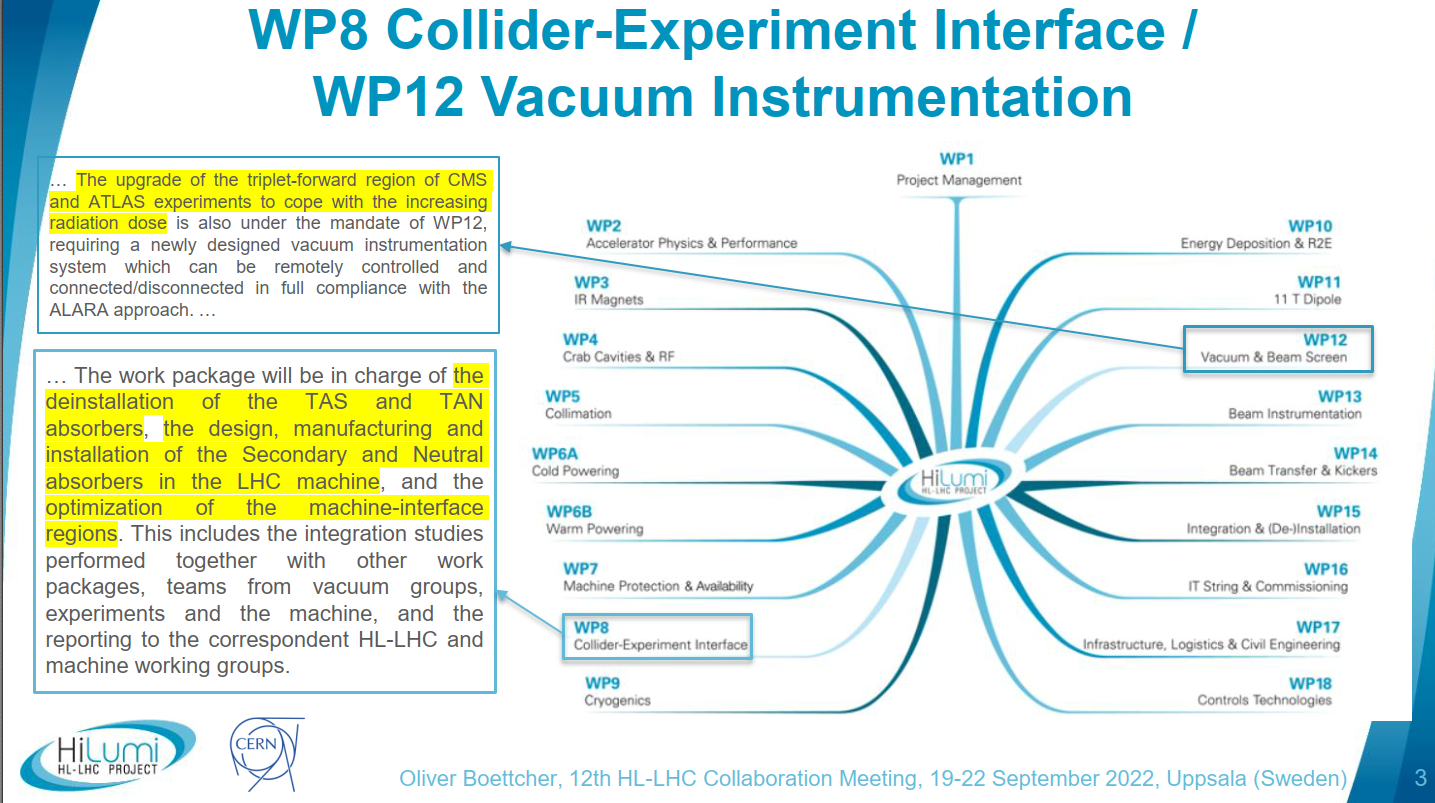 WP8 Collider-Experiment Interface /
WP12 Vacuum Instrumentation
… The upgrade of the triplet-forward region of CMS
and ATLAS experiments to cope with the increasing
radiation dose is also under the mandate of WP12,
requiring a newly designed vacuum instrumentation
system which can be remotely controlled and
connected/disconnected in full compliance with the
ALARA approach. …
… The work package will be in charge of the
deinstallation of the TAS and TAN
absorbers, the design, manufacturing and
installation of the Secondary and Neutral
absorbers in the LHC machine, and the
optimization of the machine-interface
regions. This includes the integration studies
performed together with other work
packages, teams from vacuum groups,
experiments and the machine, and the
reporting to the correspondent HL-LHC and
machine working groups.
WP1
Project Management
WP2
Accelerator Physics & Performance
WP3
IR Magnets
WP4
Crab Cavities & RF
WP5
Collimation
WP6A
Cold Powering
WP6B
Warm Powering
WP7
Machine Protection & Availability
WP8
Collider-Experiment Interface
WP9
Cryogenics
HiLumi
HL-LHC PROJECT
WP10
Energy Deposition & R2E
WP11
11 T Dipole
WP12
Vacuum & Beam Screen
WP13
Beam Instrumentation
WP14
Beam Transfer & Kickers
WP15
Integration & (De-)Installation
WP16
IT String & Commissioning
WP17
Infrastructure, Logistics & Civil Engineering
WP18
Controls Technologies
HiLumi
HL-LHC PROJECT
CERN
Oliver Boettcher, 12th HL-LHC Collaboration Meeting, 19-22 September 2022, Uppsala (Sweden)
3